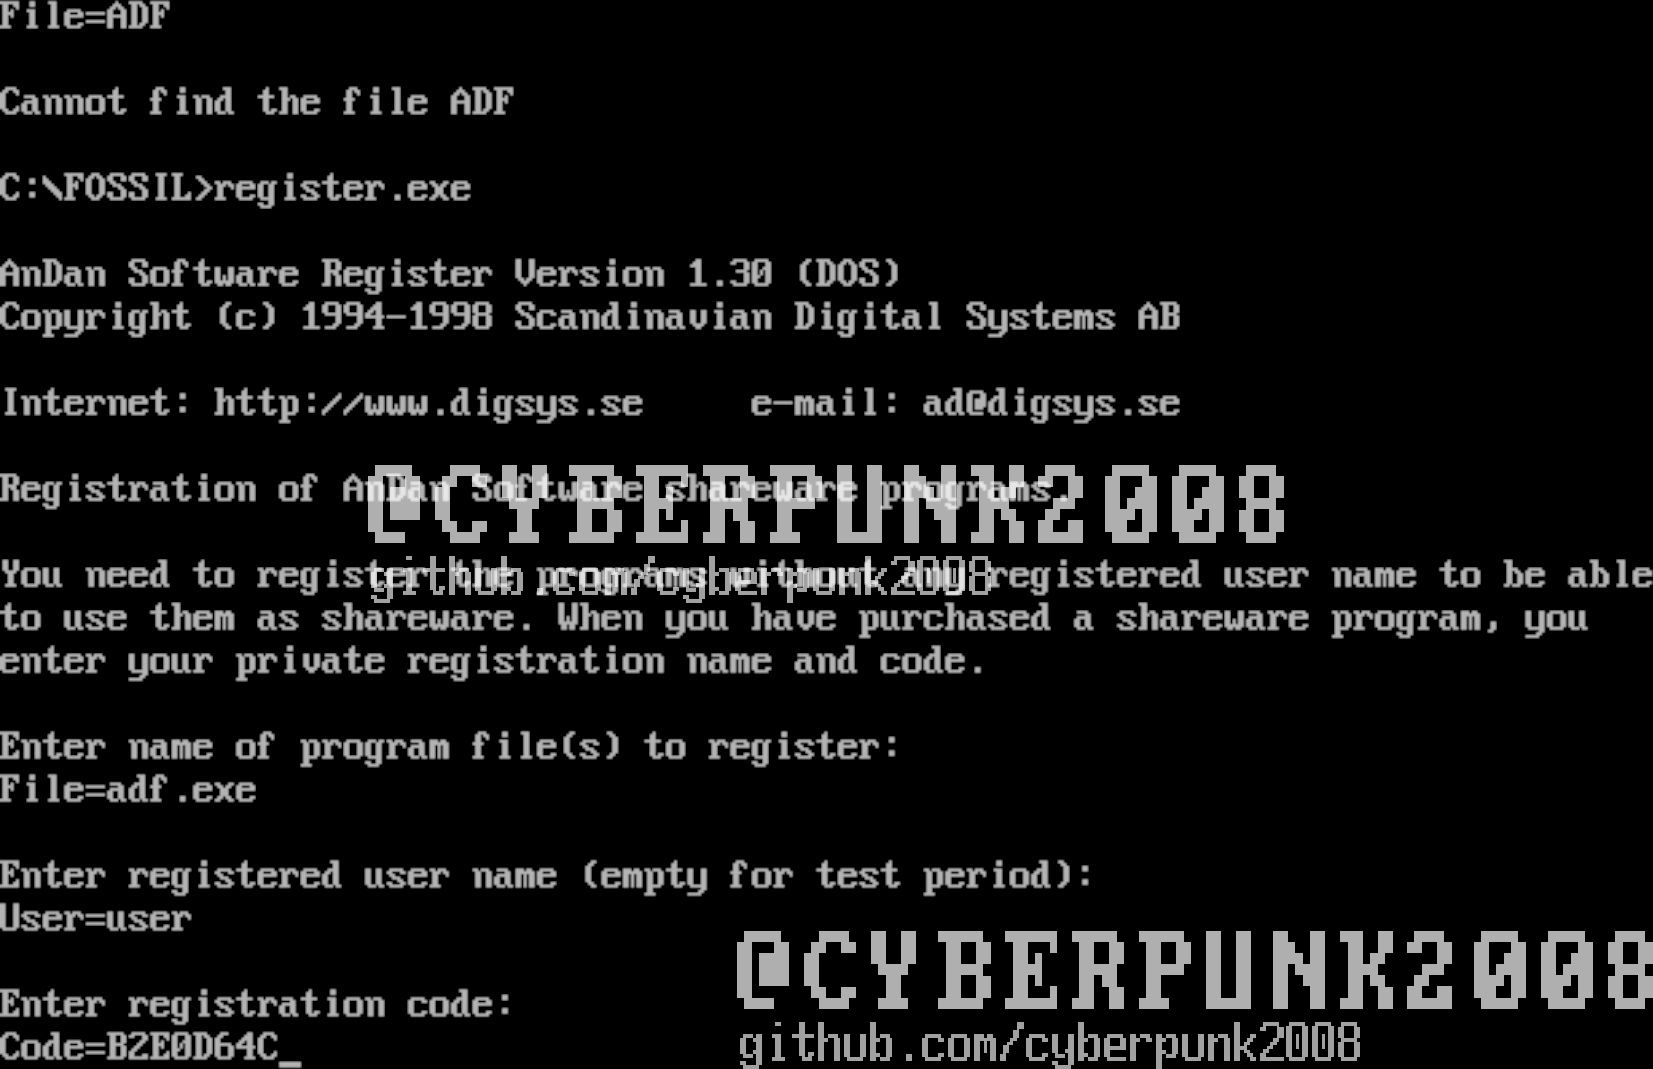 File=ADF
Cannot find the file ADF
C:\FOSSIL>register.exe
AnDan Software Register Version 1.30 (DOS)
Copyright (c) 1994-1998 Scandinavian Digital Systems AB
Internet: http://www.digsys.se     e-mail: ad@digsys.se
Registration of AnDan Software shareware programs.
@CYBERPUNK2008
github.com/cyberpunk2008
You need to register the programs without any registered user name to be able
to use them as shareware. When you have purchased a shareware program, you
enter your private registration name and code.
Enter name of program file(s) to register:
File=adf.exe
Enter registered user name (empty for test period):
User=user
Enter registration code:
Code=B2E0D64C_
@CYBERPUNK2008
github.com/cyberpunk2008